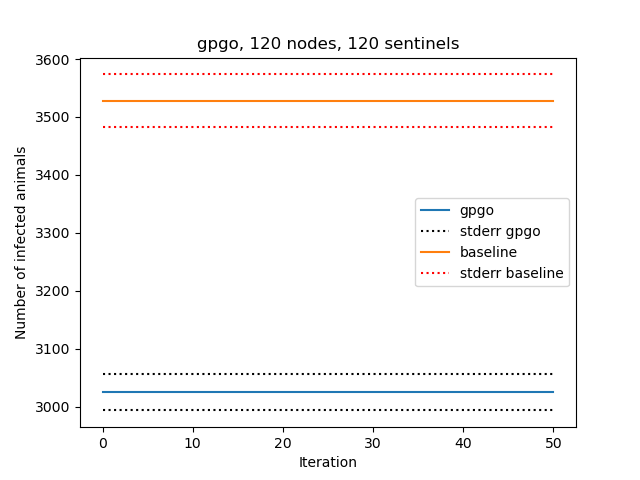 gpgo, 120 nodes, 120 sentinels
3600
3500
3400
3300
3200
3100
3000
Number of infected animals
gpgo
stderr gpgo
baseline
stderr baseline
0 10 20 30 40 50
Iteration